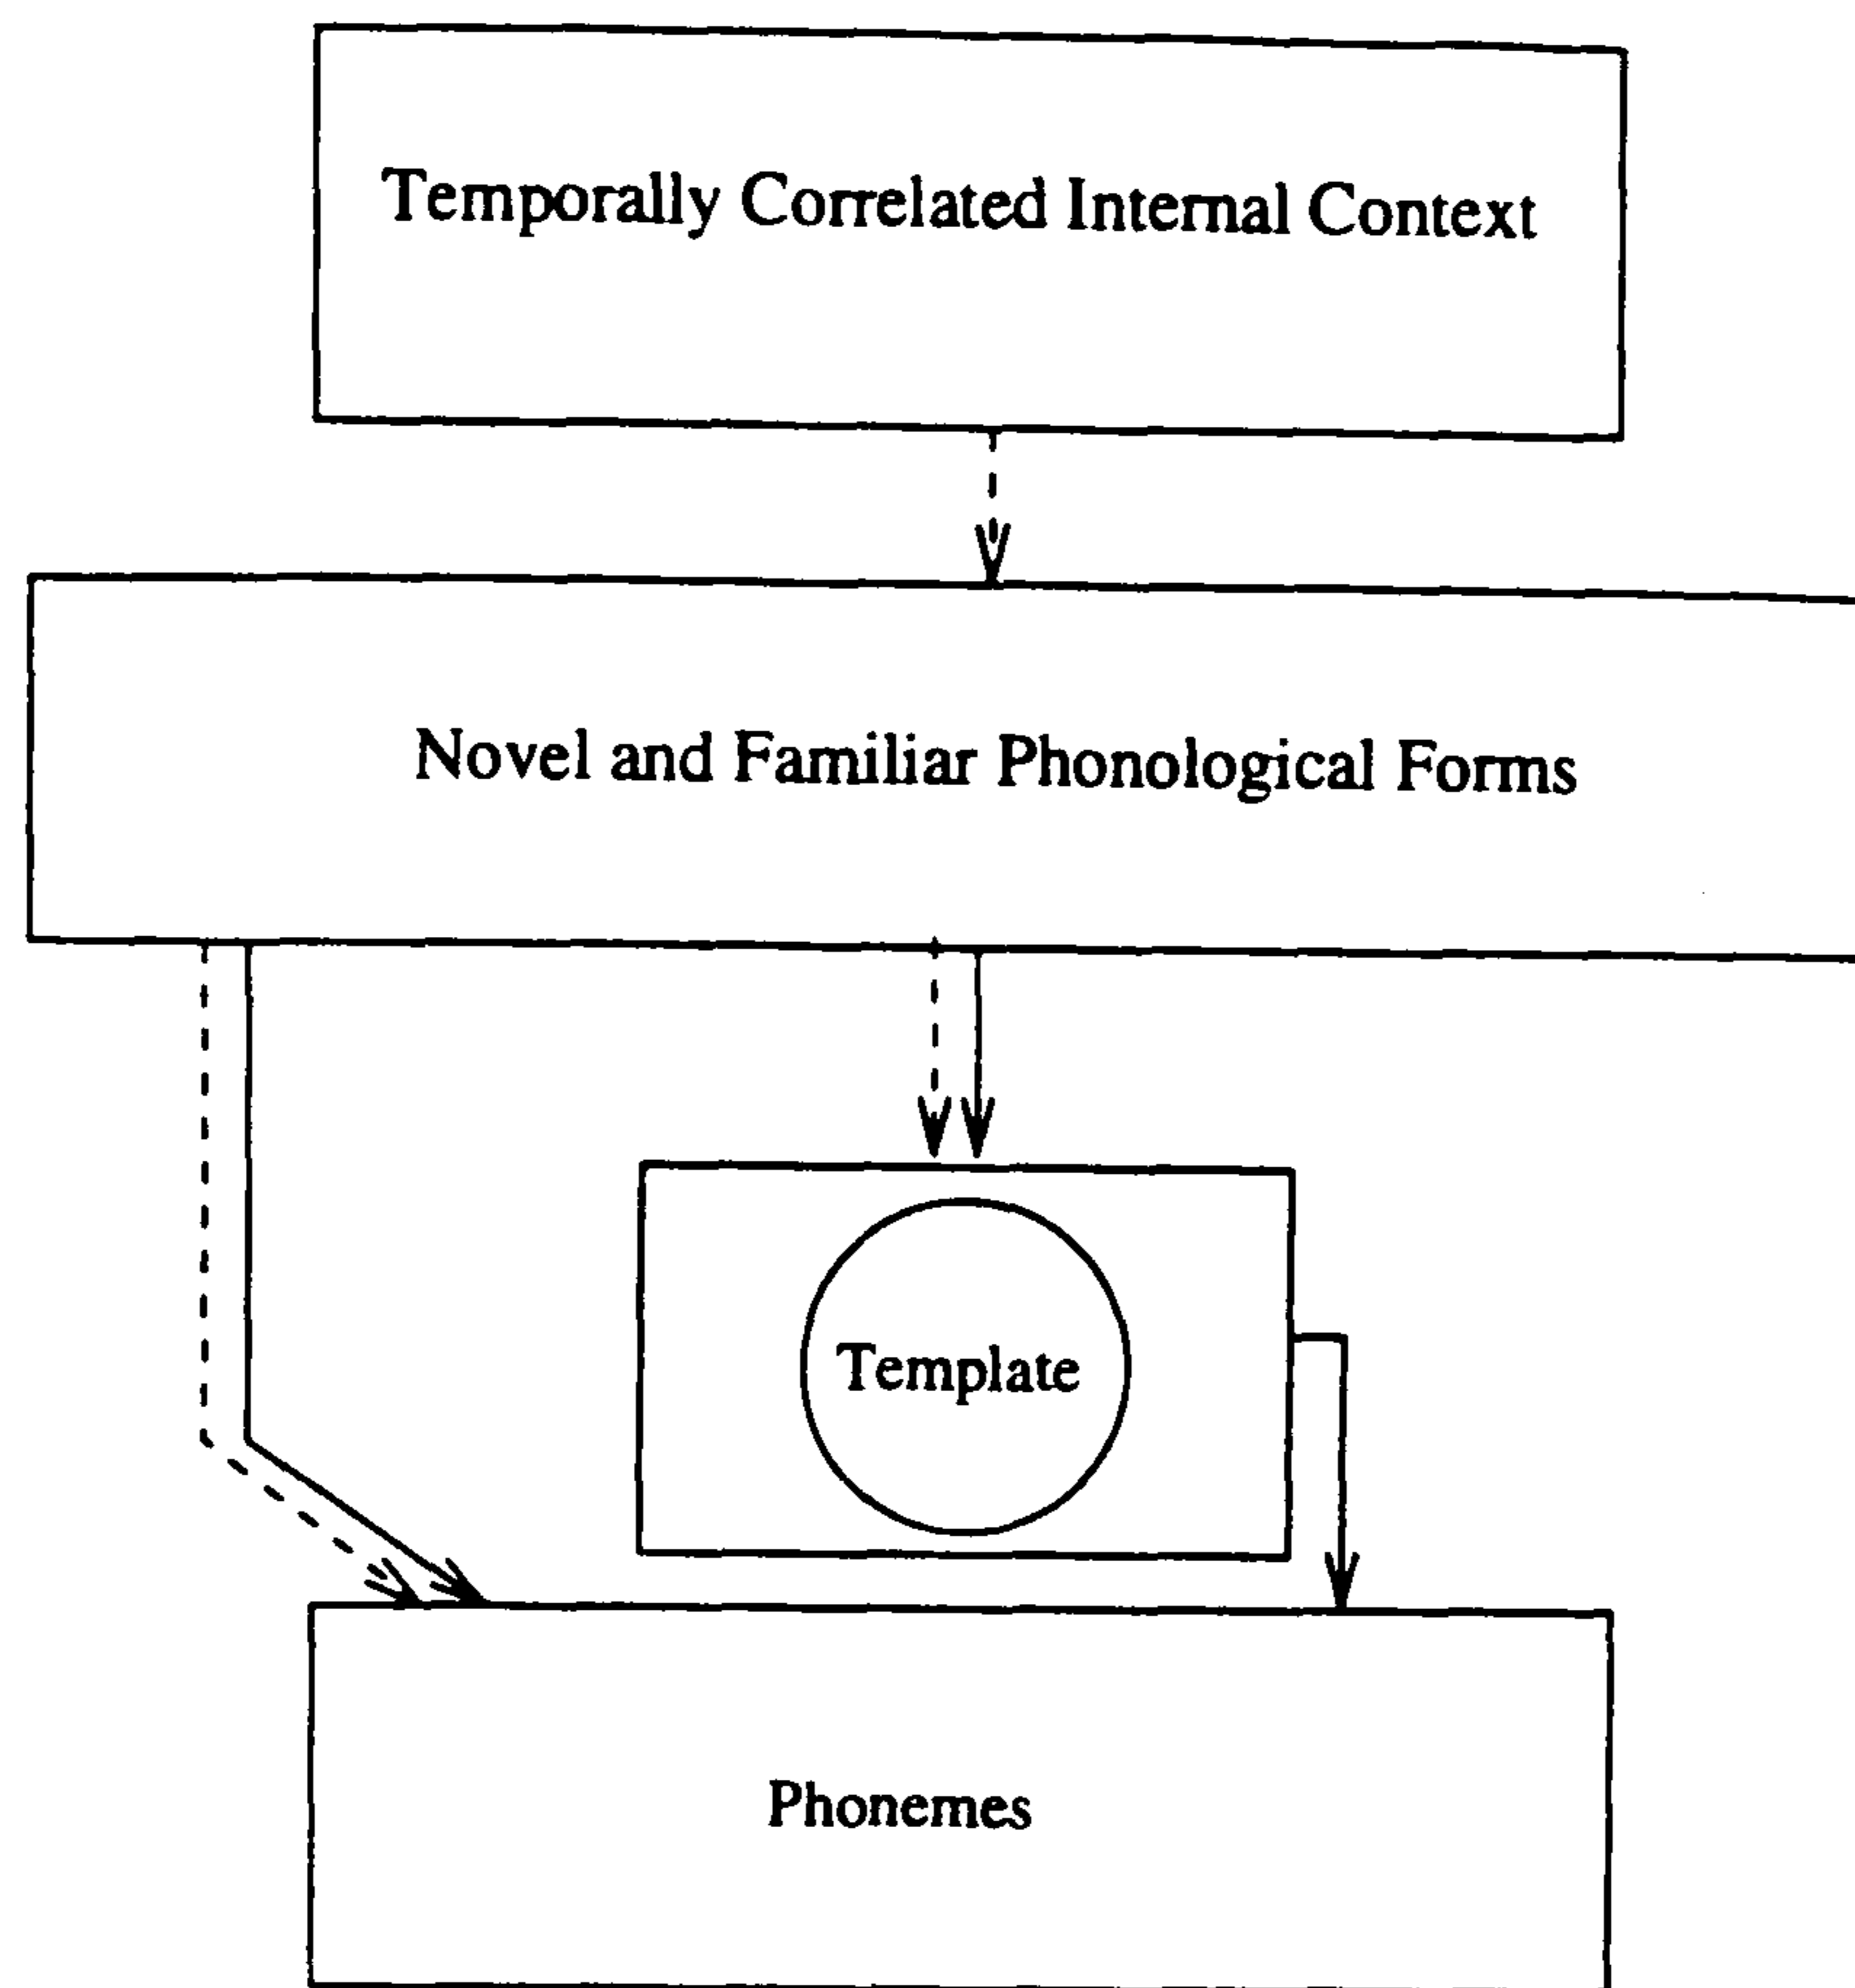 Temporally Correlated Internal Context
Novel and Familiar Phonological Forms
Template
Phonemes